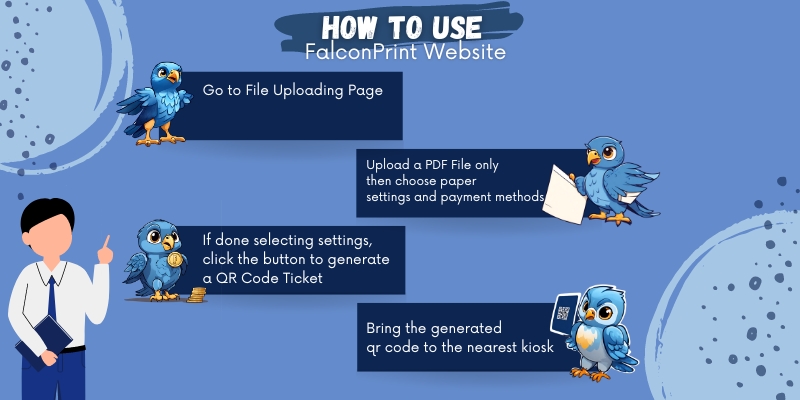 HOW TO USE
FalconPrint Website
Go to File Uploading Page
Upload a PDF File only
then choose paper
settings and payment methods
If done selecting settings,
click the button to generate
a QR Code Ticket
Bring the generated
qr code to the nearest kiosk